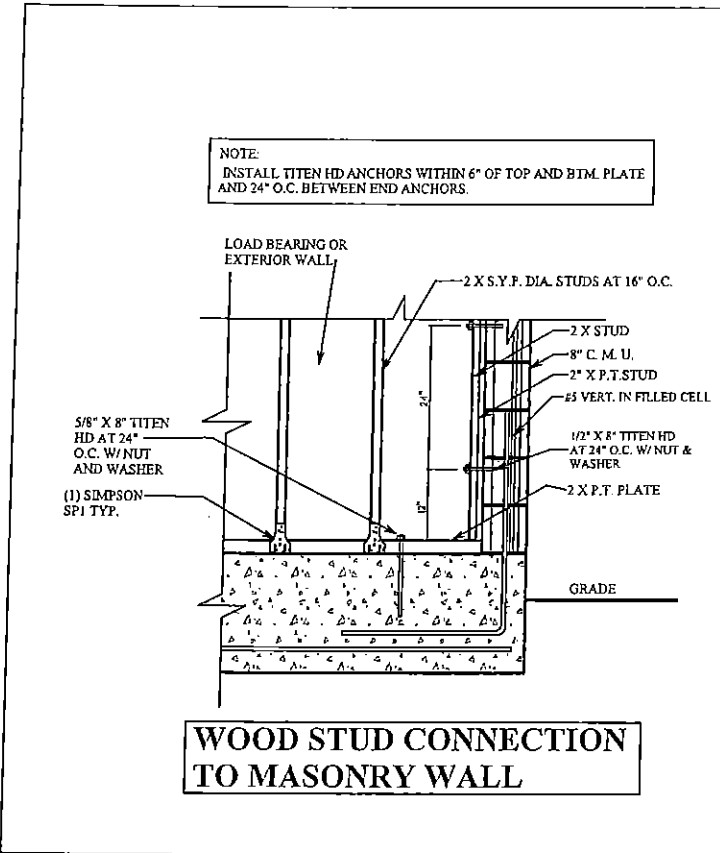 NOTE:
INSTALL TITEN HD ANCHORS WITHIN 6" OF TOP AND BTM. PLATE
AND 24" O.C. BETWEEN END ANCHORS.
LOAD BEARING OR
EXTERIOR WALL
2 X S.Y.P. DIA. STUDS AT 16" O.C.
2 X STUD
8" C. M. U.
2" X P.T.STUD
#5 VERT. IN FILLED CELL
24"
5/8" X 8" TITEN
HD AT 24"
O.C. W/ NUT
AND WASHER
1/2" X 8" TITEN HD
AT 24" O.C. W/ NUT &
WASHER
(1) SIMPSON
SP1 TYP.
12"
2 X P.T. PLATE
GRADE
WOOD STUD CONNECTION
TO MASONRY WALL